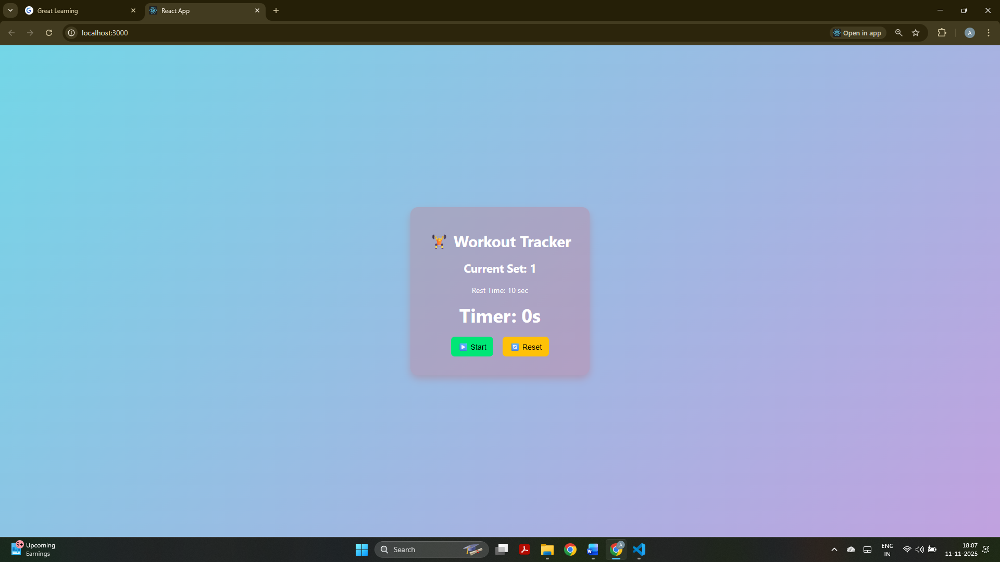 Great Learning
React App
localhost:3000
Open in app
A
Workout Tracker
Current Set: 1
Rest Time: 10 sec
Timer: 0s
Start
Reset
9+
Upcoming
Earnings
Search
A
ENG
IN
18:07
11-11-2025